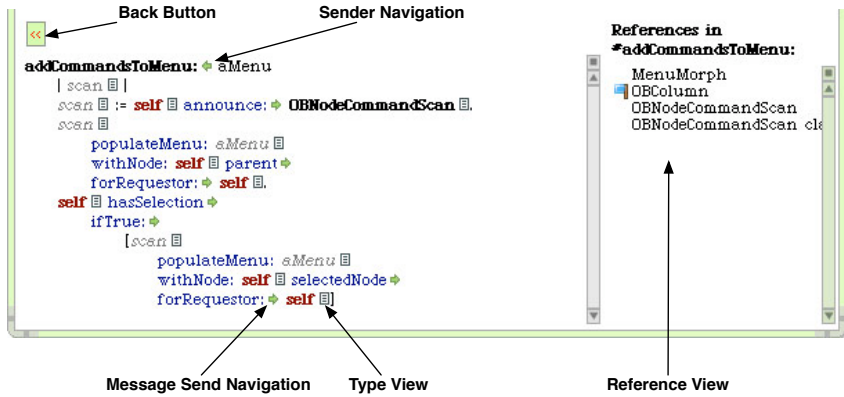 Back Button
Sender Navigation
<<
addCommandsToMenu: aMenu
| scan |
scan := self announce: OBNodeCommandScan .
scan
populateMenu: aMenu
withNode: self parent
forRequestor: self .
self hasSelection
ifTrue:
[scan
populateMenu: aMenu
withNode: self selectedNode
forRequestor: self ]
References in
*addCommandsToMenu:
MenuMorph
OBColumn
OBNodeCommandScan
OBNodeCommandScan cla
Message Send Navigation
Type View
Reference View